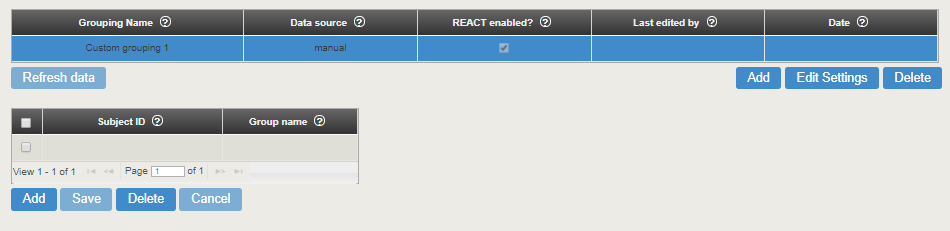 Grouping Name ? Data source ? REACT enabled? ? Last edited by ? Date ?
Custom grouping 1 manual
Refresh data Add Edit Settings Delete
Subject ID ? Group name ?
View 1 - 1 of 1 Page 1 of 1
Add Save Delete Cancel